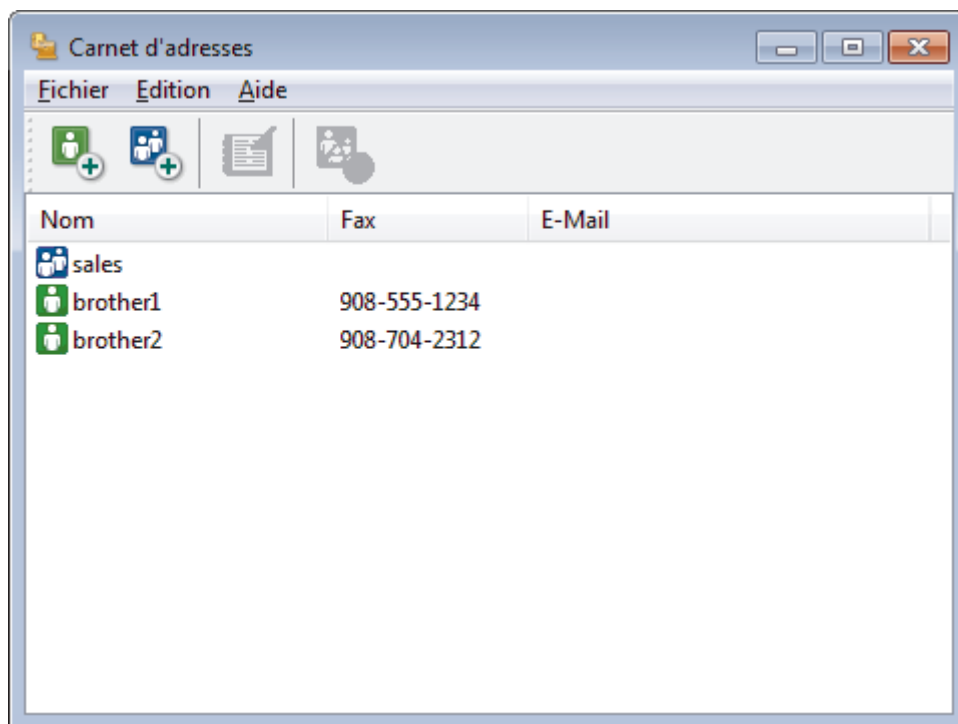 Carnet d'adresses
Fichier Edition Aide
Nom Fax E-Mail
sales
brother1 908-555-1234
brother2 908-704-2312